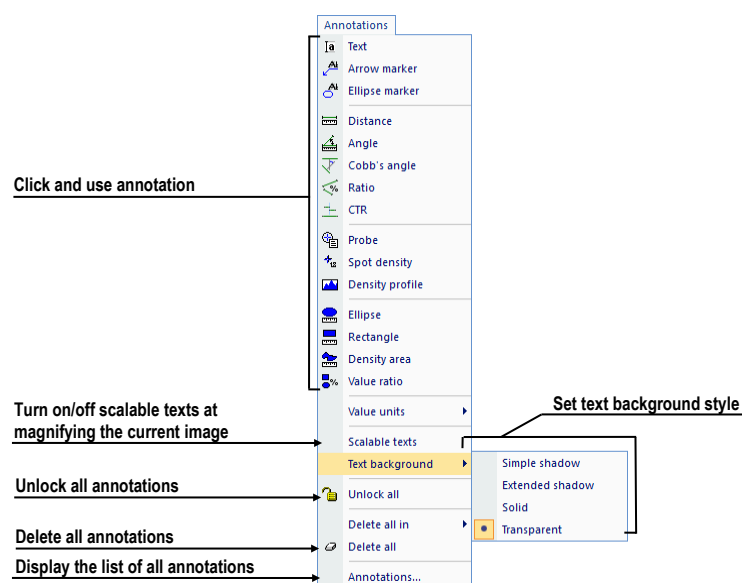 Annotations
Text
Arrow marker
Ellipse marker
Distance
Angle
Cobb's angle
Click and use annotation
Ratio
CTR
Probe
Spot density
Density profile
Ellipse
Rectangle
Density area
Value ratio
Turn on/off scalable texts at
magnifying the current image
Value units
Set text background style
Scalable texts
Text background
Simple shadow
Extended shadow
Solid
Transparent
Unlock all annotations
Unlock all
Delete all in
Delete all annotations
Delete all
Display the list of all annotations
Annotations...